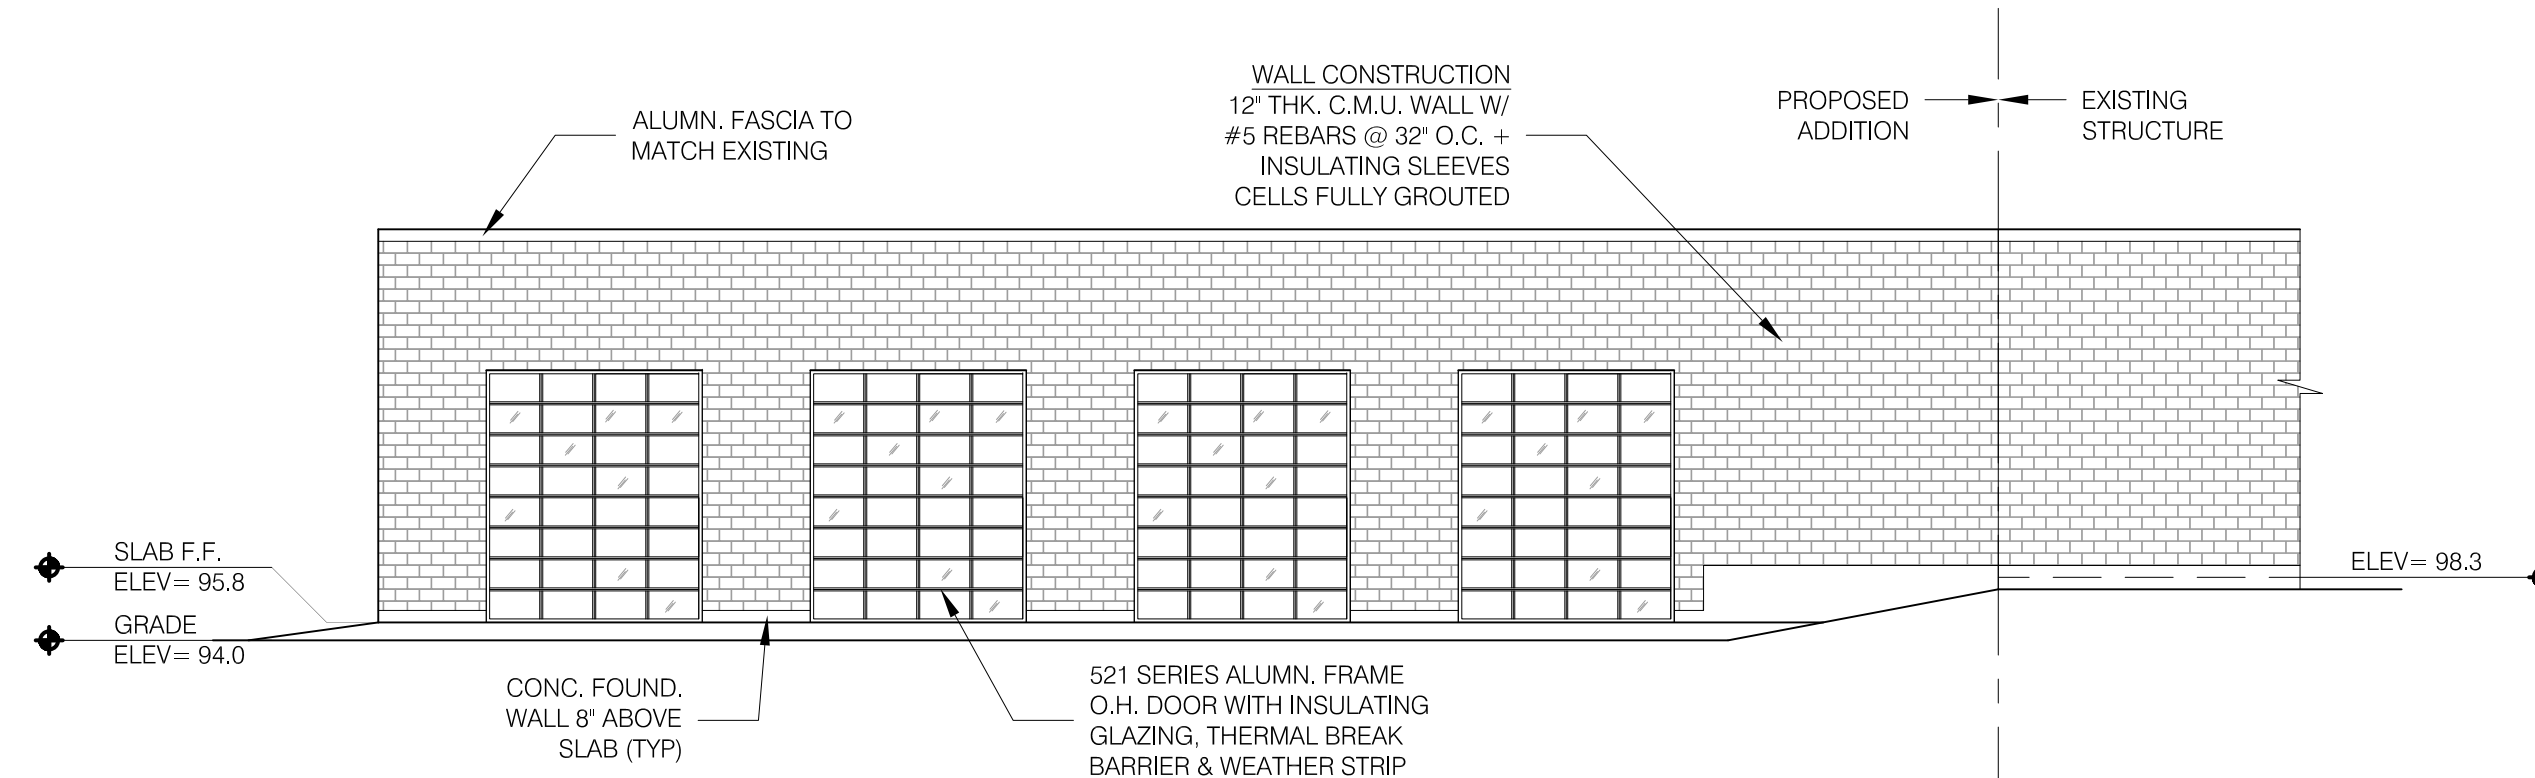 WALL CONSTRUCTION
12" THK. C.M.U. WALL W/
#5 REBARS @ 32" O.C. +
INSULATING SLEEVES
CELLS FULLY GROUTED
ALUMN. FASCIA TO
MATCH EXISTING
PROPOSED
ADDITION
EXISTING
STRUCTURE
SLAB F.F.
ELEV= 95.8
GRADE
ELEV= 94.0
ELEV= 98.3
CONC. FOUND.
WALL 8" ABOVE
SLAB (TYP)
521 SERIES ALUMN. FRAME
O.H. DOOR WITH INSULATING
GLAZING, THERMAL BREAK
BARRIER & WEATHER STRIP